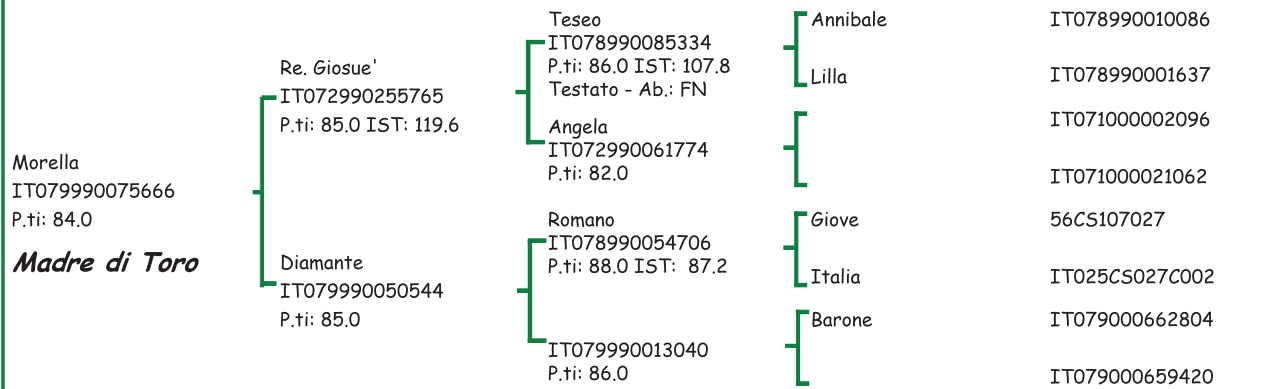 Morella
IT079990075666
P.ti: 84.0
Madre di Toro
Re. Giosue'
IT072990255765
P.ti: 85.0 IST: 119.6
Diamante
IT079990050544
P.ti: 85.0
Teseo
IT078990085334
P.ti: 86.0 IST: 107.8
Testato - Ab.: FN
Angela
IT072990061774
P.ti: 82.0
Romano
IT078990054706
P.ti: 88.0 IST:  87.2
IT079990013040
P.ti: 86.0
Annibale IT078990010086
Lilla IT078990001637
IT071000002096
IT071000021062
Giove 56CS107027
Italia IT025CS027C002
Barone IT079000662804
IT079000659420